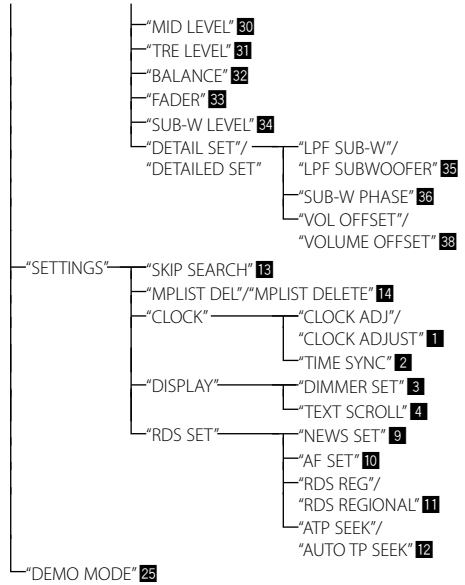 “MID LEVEL” 30
“TRE LEVEL” 31
“BALANCE” 32
“FADER” 33
“SUB-W LEVEL” 34
“DETAIL SET”/ “LPF SUB-W”/
“DETAILED SET” “LPF SUBWOOFER” 35
“SUB-W PHASE” 36
“VOL OFFSET”/
“VOLUME OFFSET” 38
“SETTINGS” “SKIP SEARCH” 13
“MPLIST DEL”/“MPLIST DELETE” 14
“CLOCK” “CLOCK ADJ”/
“CLOCK ADJUST” 1
“TIME SYNC” 2
“DISPLAY” “DIMMER SET” 3
“TEXT SCROLL” 4
“RDS SET” “NEWS SET” 9
“AF SET” 10
“RDS REG”/
“RDS REGIONAL” 11
“ATP SEEK”/
“AUTO TP SEEK” 12
“DEMO MODE” 25